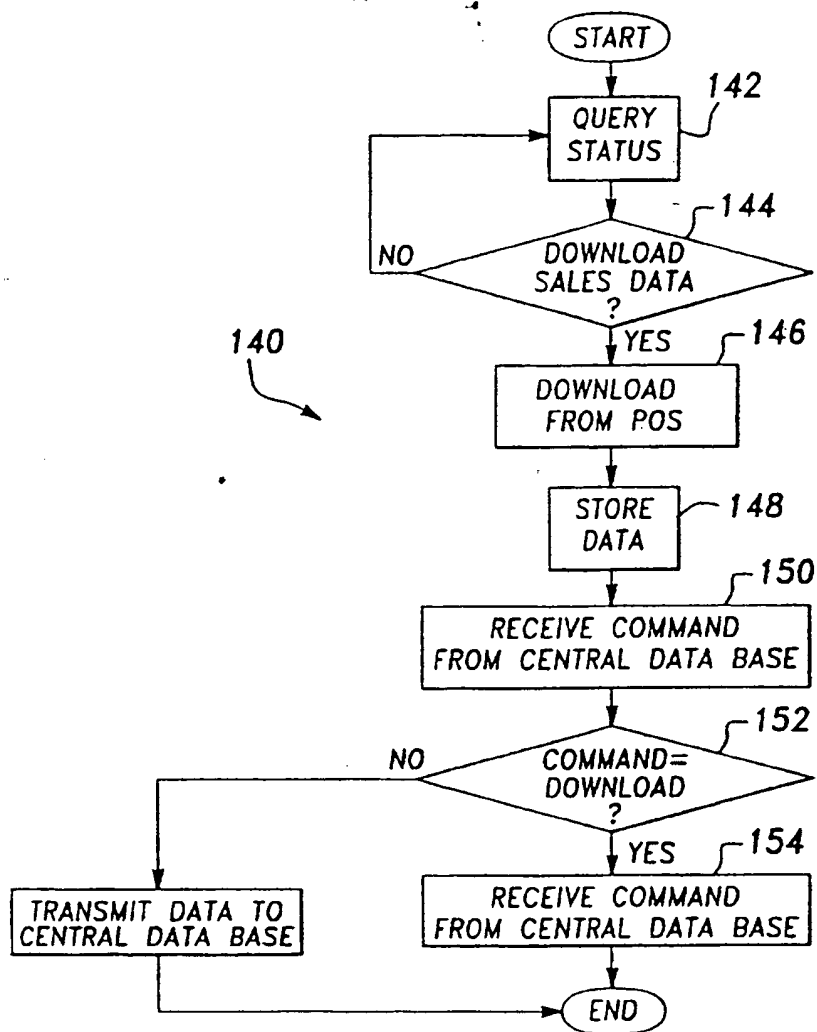 START
142
QUERY
STATUS
144
NO
DOWNLOAD
SALES DATA
?
YES
146
140
DOWNLOAD
FROM POS
STORE
DATA
148
150
RECEIVE COMMAND
FROM CENTRAL DATA BASE
152
NO
COMMAND=
DOWNLOAD
?
YES
154
TRANSMIT DATA TO
CENTRAL DATA BASE
RECEIVE COMMAND
FROM CENTRAL DATA BASE
END